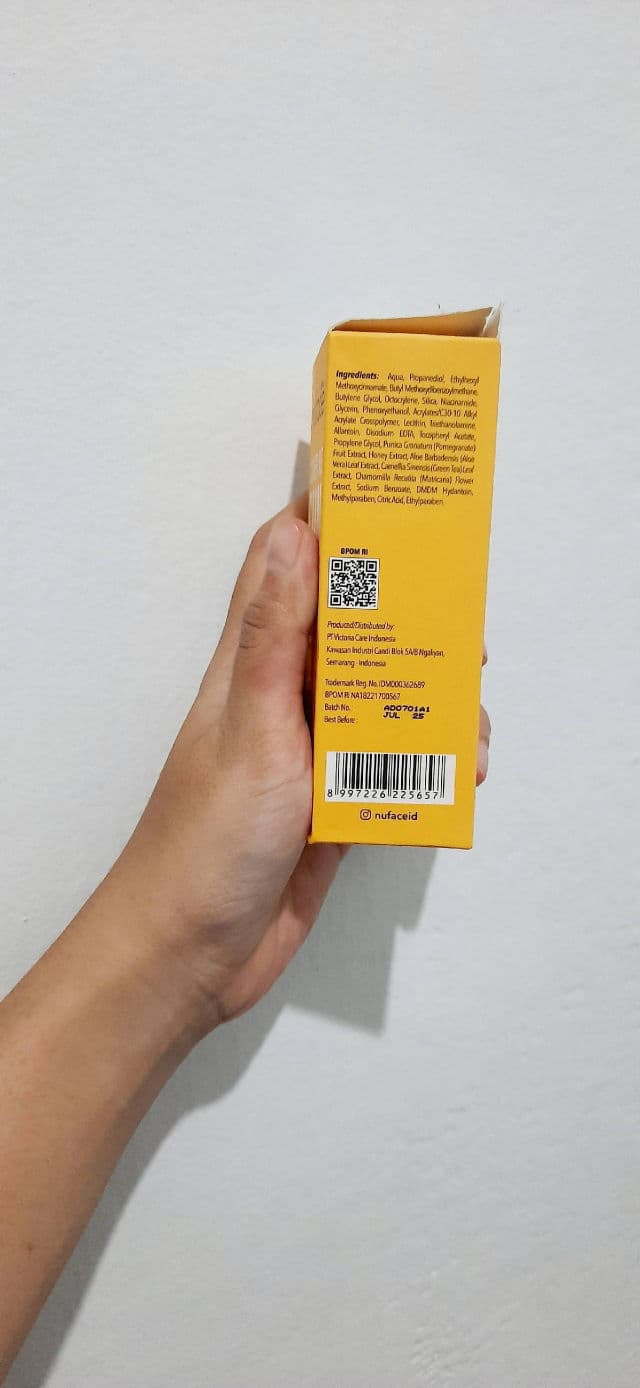 Ingredients: Aqua, Propanediol, Ethylhexyl
Methoxycinnamate, Butyl Methoxydibenzoylmethane,
Butylene Glycol, Octocrylene, Silica, Niacinamide,
Glycerin, Phenoxyethanol, Acrylates/C30-10 Alkyl
Acrylate Crosspolymer, Lecithin, Triethanolamine,
Allantoin, Disodium EDTA, Tocopheryl Acetate,
Propylene Glycol, Punica Granatum (Pomegranate)
Fruit Extract, Honey Extract, Aloe Barbadensis (Aloe
Vera) Leaf Extract, Camellia Sinensis (Green Tea) Leaf
Extract, Chamomilla Recutita (Matricaria) Flower
Extract, Sodium Benzoate, DMDM Hydantoin,
Methylparaben, Citric Acid, Ethylparaben.
BPOM RI
Produced/Distributed by:
PT Victoria Care Indonesia
Kawasan Industri Candi Blok 5A/8 Ngaliyan,
Semarang - Indonesia
Trademark Reg. No. IDM000362689
BPOM RI NA18221700567
Batch No. AD0701A1
Best Before : JUL 25
8 997226 225657
nufaceid